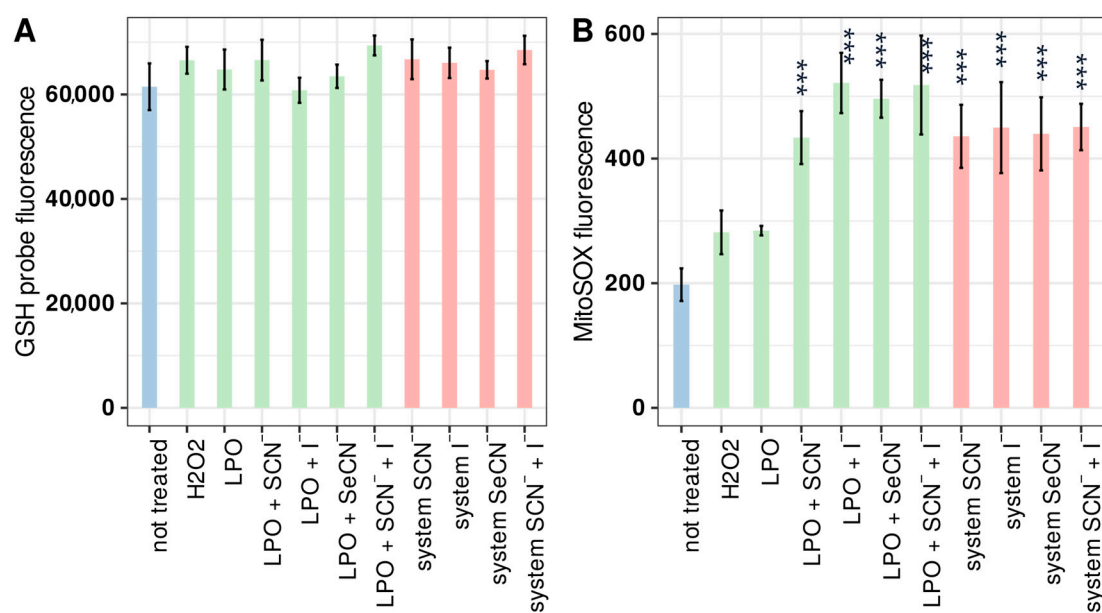 A
GSH probe fluorescence
60,000
40,000
20,000
0
not treated
H2O2
LPO
LPO + SCN⁻
LPO + I⁻
LPO + SeCN⁻
LPO + SCN⁻ + I⁻
system SCN⁻
system I⁻
system SeCN⁻
system SCN⁻ + I⁻
B
MitoSOX fluorescence
600
400
200
0
***
***
***
***
***
***
***
***
not treated
H2O2
LPO
LPO + SCN⁻
LPO + I⁻
LPO + SeCN⁻
LPO + SCN⁻ + I⁻
system SCN⁻
system I⁻
system SeCN⁻
system SCN⁻ + I⁻